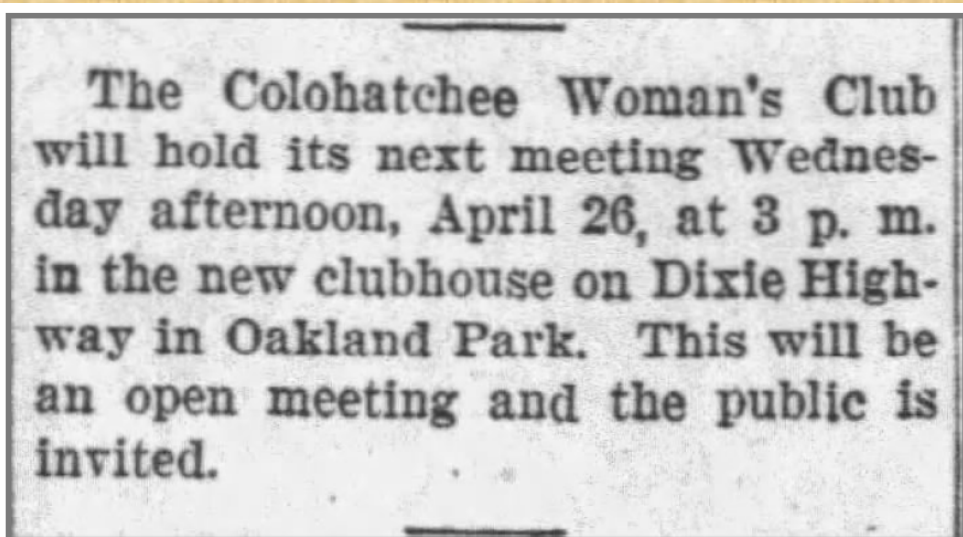 The Colohatchee Woman's Club
will hold its next meeting Wednes-
day afternoon, April 26, at 3 p. m.
in the new clubhouse on Dixie High-
way in Oakland Park. This will be
an open meeting and the public is
invited.